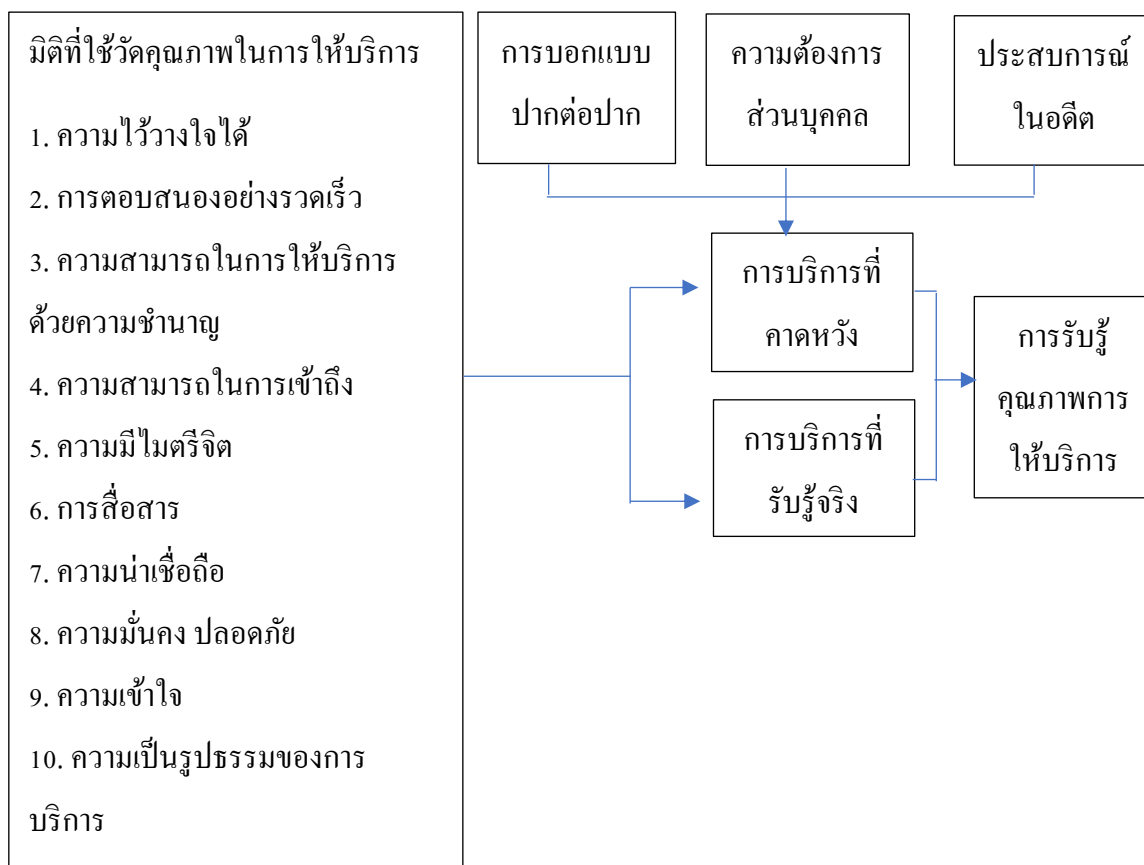 มิติที่ใช้วัดคุณภาพในการให้บริการ
1. ความไว้วางใจได้
2. การตอบสนองอย่างรวดเร็ว
3. ความสามารถในการให้บริการ
ด้วยความชำนาญ
4. ความสามารถในการเข้าถึง
5. ความมีไมตรีจิต
6. การสื่อสาร
7. ความน่าเชื่อถือ
8. ความมั่นคง ปลอดภัย
9. ความเข้าใจ
10. ความเป็นรูปธรรมของการ
บริการ
การบอกแบบ
ปากต่อปาก
ความต้องการ
ส่วนบุคคล
ประสบการณ์
ในอดีต
การบริการที่
คาดหวัง
การบริการที่
รับรู้จริง
การรับรู้
คุณภาพการ
ให้บริการ